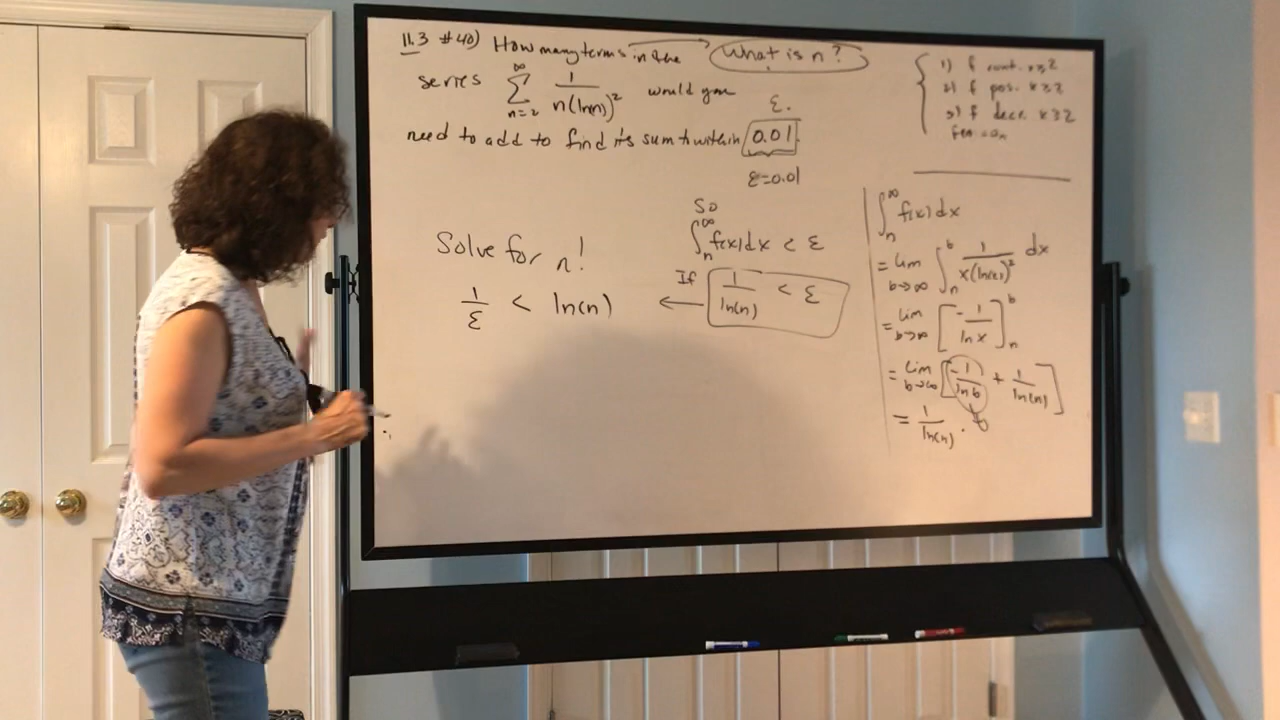 11.3 #40) How many terms in the What is n?
series ∑_{n=2}^{∞} 1/(n(ln n)^2) would you
need to add to find its sum to within 0.01
ε.
ε=0.01
1) f cont. x≥2
2) f pos. x≥2
3) f decr. x≥2
f(n)=a_n
So
∫_n^∞ f(x)dx < ε
If 1/ln(n) < ε
←
Solve for n!
1/ε < ln(n)
∫_n^∞ f(x)dx
= lim_{b→∞} ∫_n^b 1/(x(ln(x))^2) dx
= lim_{b→∞} [-1/ln x]_n^b
= lim_{b→∞} [-1/ln b + 1/ln(n)]
= 1/ln(n). 0